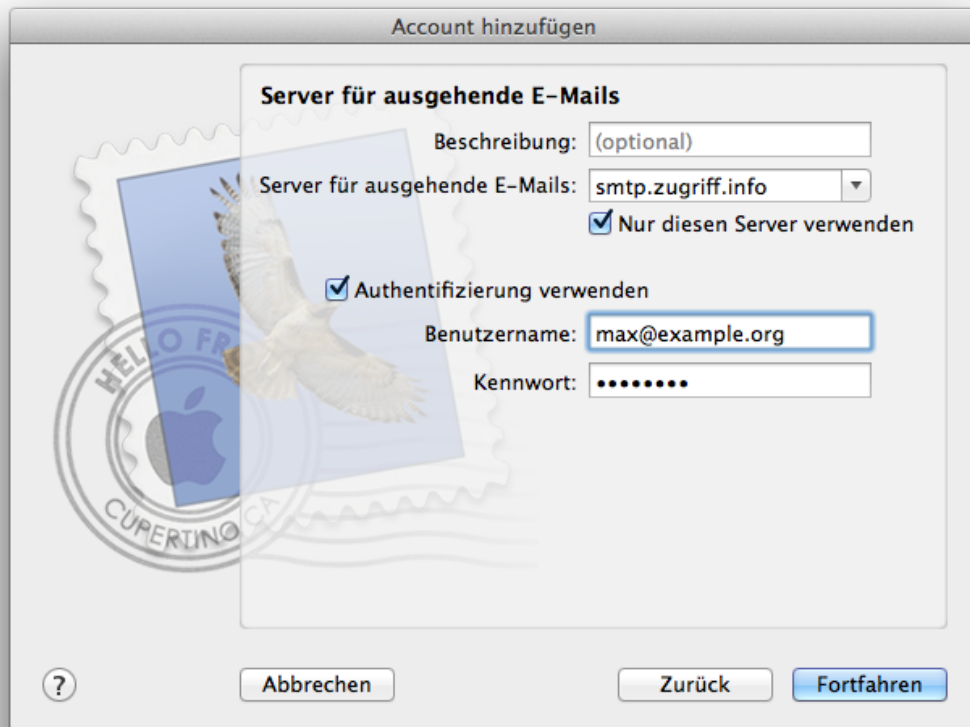 Account hinzufügen
Server für ausgehende E-Mails
Beschreibung: (optional)
Server für ausgehende E-Mails: smtp.zugriff.info
Nur diesen Server verwenden
Authentifizierung verwenden
Benutzername: max@example.org
Kennwort: ••••••••
HELLO FR
CUPERTINO CA
? Abbrechen Zurück Fortfahren